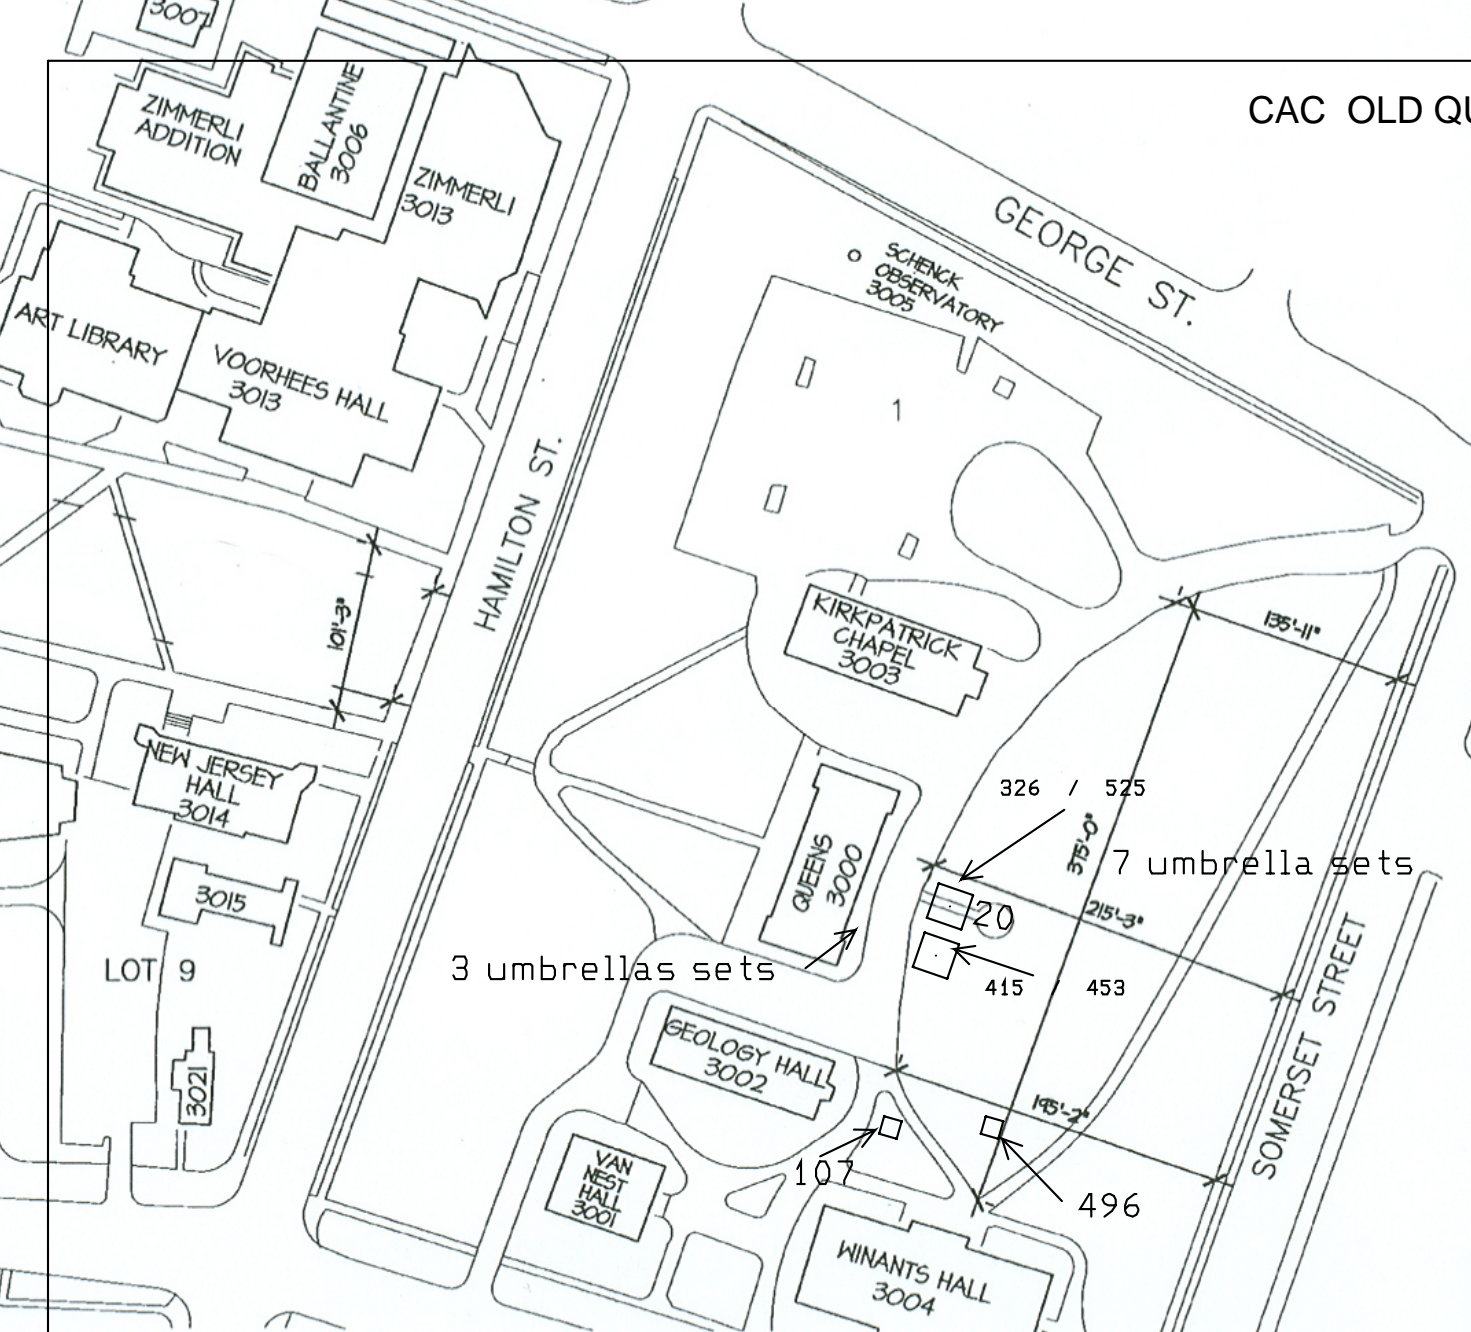 3007
CAC OLD QU
ZIMMERLI
ADDITION
BALLANTINE
3006
ZIMMERLI
3013
GEORGE ST.
SCHENCK
OBSERVATORY
3005
ART LIBRARY
VOORHEES HALL
3013
1
HAMILTON ST.
101'-3"
KIRKPATRICK
CHAPEL
3003
135'-11"
NEW JERSEY
HALL
3014
326 / 525
375'-0"
7 umbrella sets
QUEENS
3000
3015
20
215'-3"
3 umbrellas sets
LOT 9
415 / 453
SOMERSET STREET
GEOLOGY HALL
3002
3021
195'-2"
107
VAN
NEST
HALL
3001
496
WINANTS HALL
3004